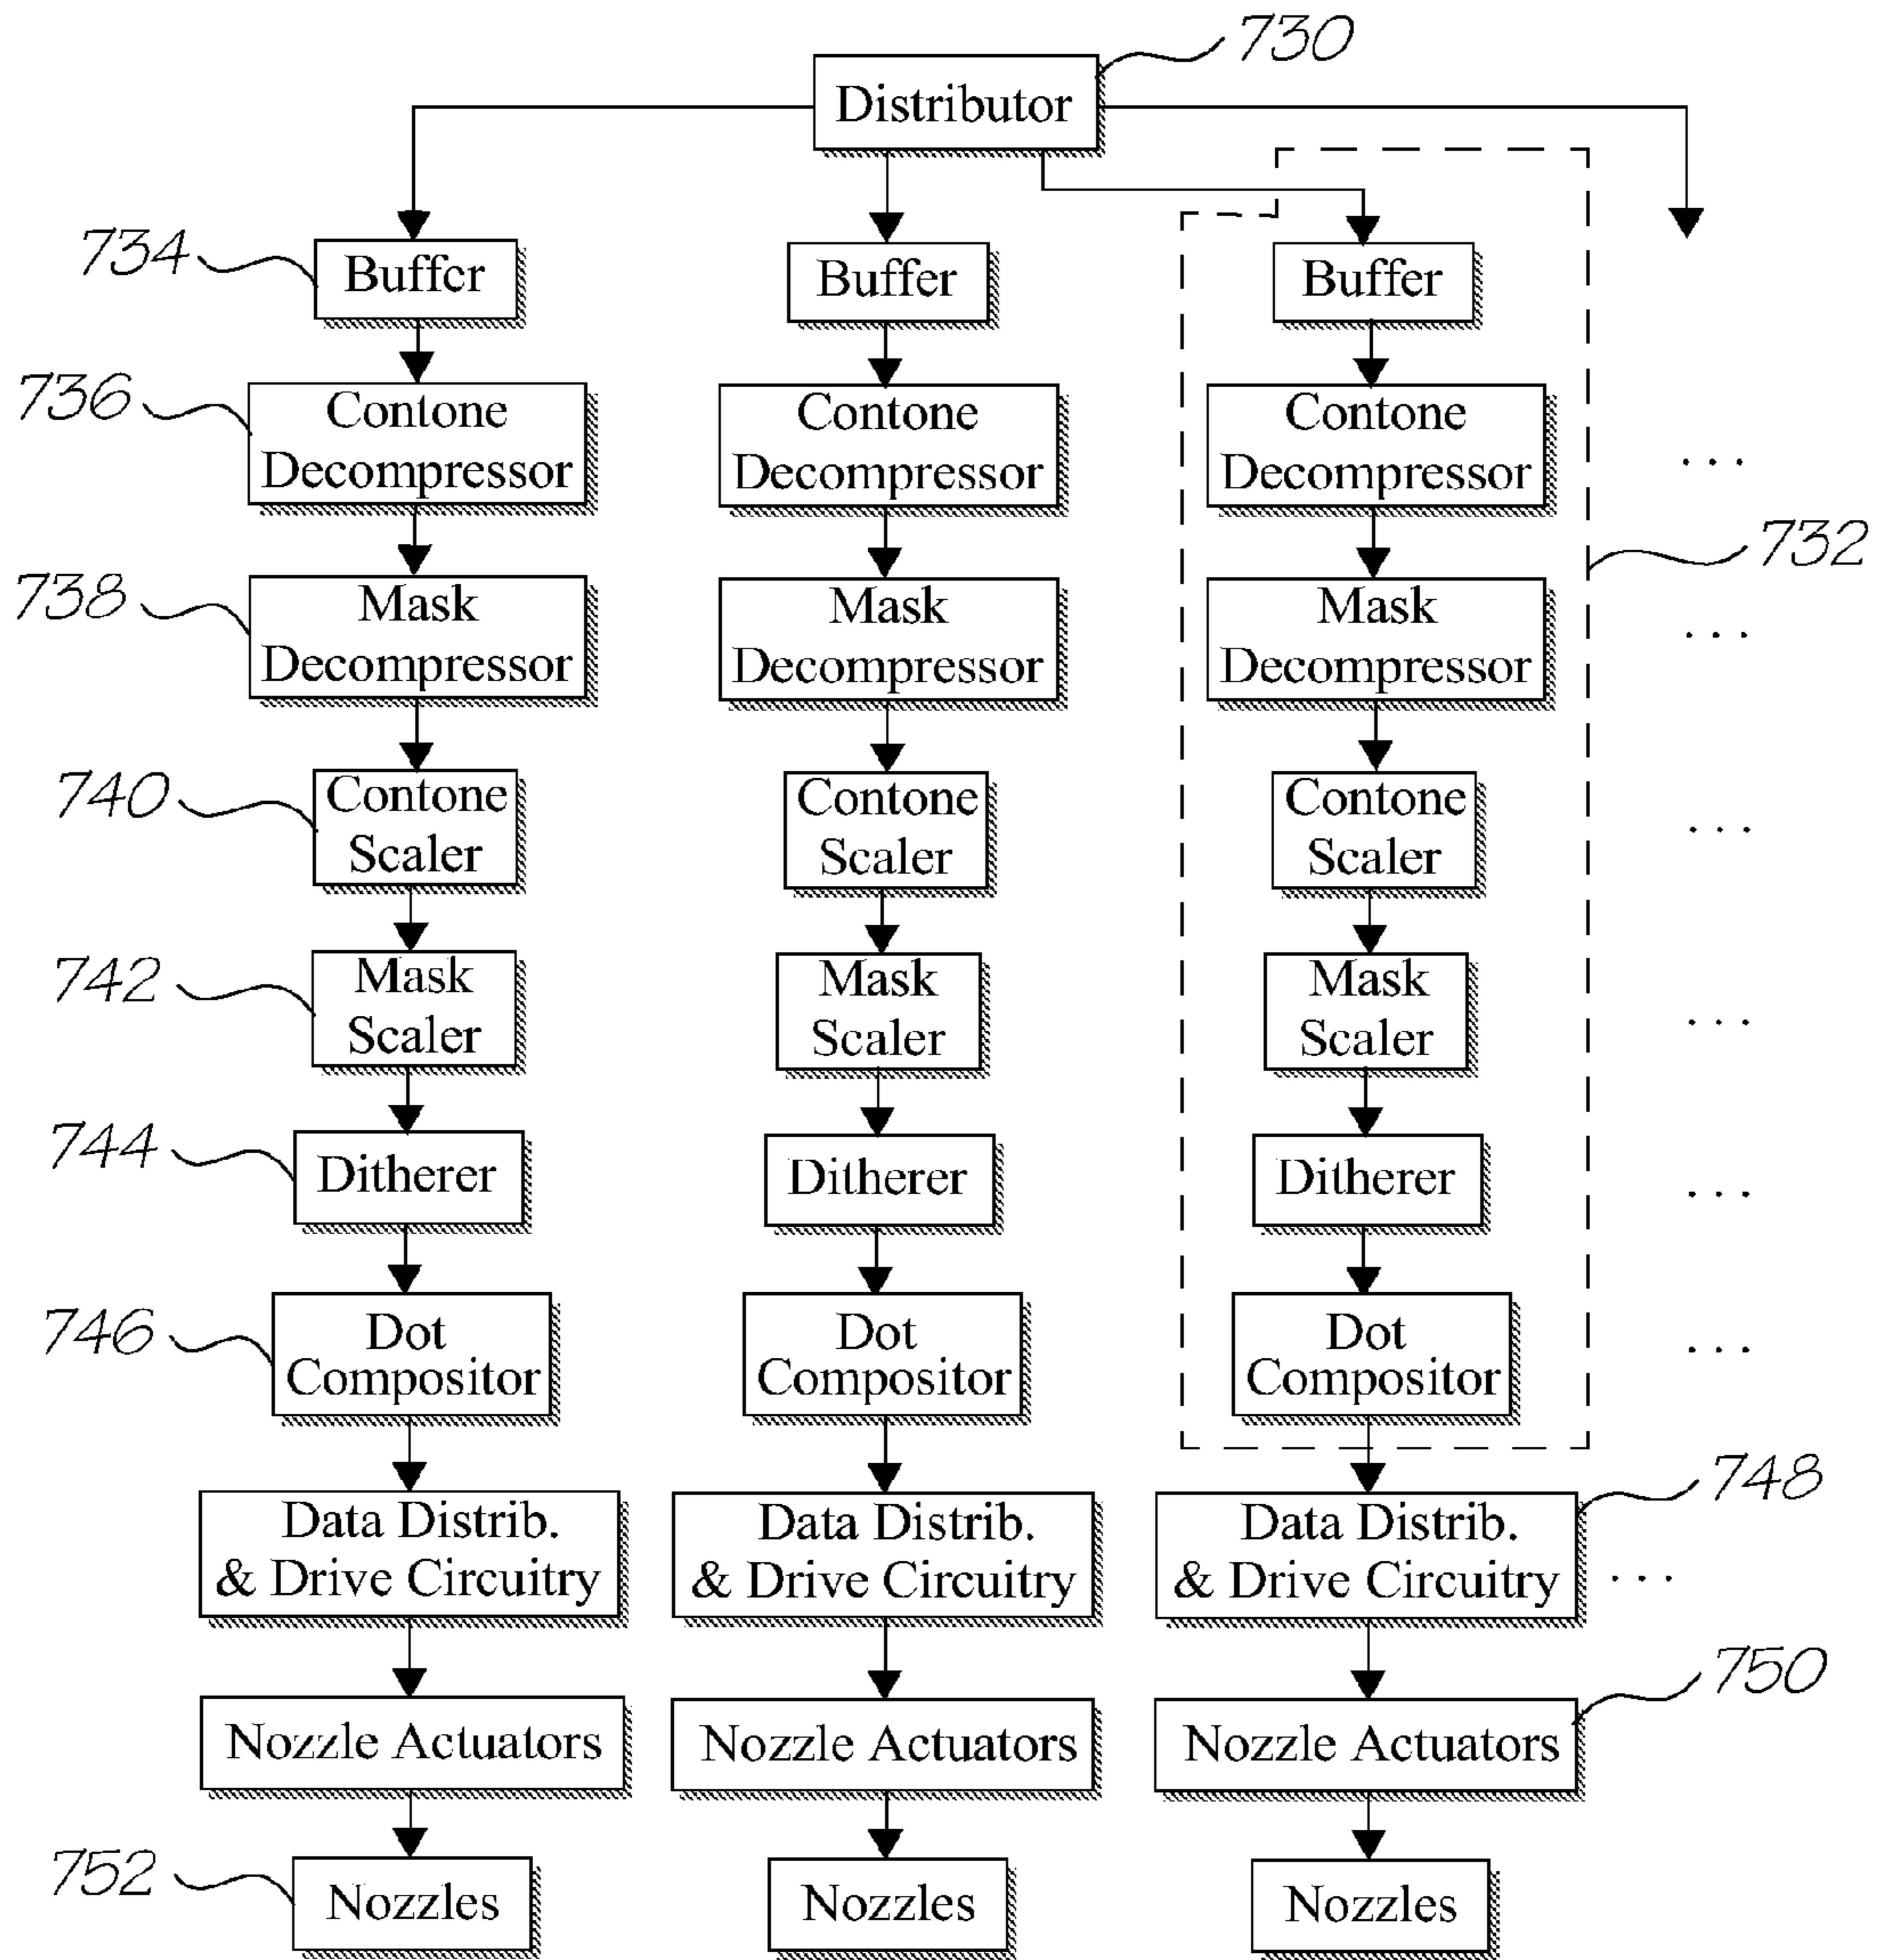 730
Distributor
734
Buffer
Buffer
Buffer
736
Contone
Decompressor
Contone
Decompressor
Contone
Decompressor
...
732
738
Mask
Decompressor
Mask
Decompressor
Mask
Decompressor
...
740
Contone
Scaler
Contone
Scaler
Contone
Scaler
...
742
Mask
Scaler
Mask
Scaler
Mask
Scaler
...
744
Ditherer
Ditherer
Ditherer
...
746
Dot
Compositor
Dot
Compositor
Dot
Compositor
...
748
Data Distrib.
& Drive Circuitry
Data Distrib.
& Drive Circuitry
Data Distrib.
& Drive Circuitry
...
750
Nozzle Actuators
Nozzle Actuators
Nozzle Actuators
752
Nozzles
Nozzles
Nozzles